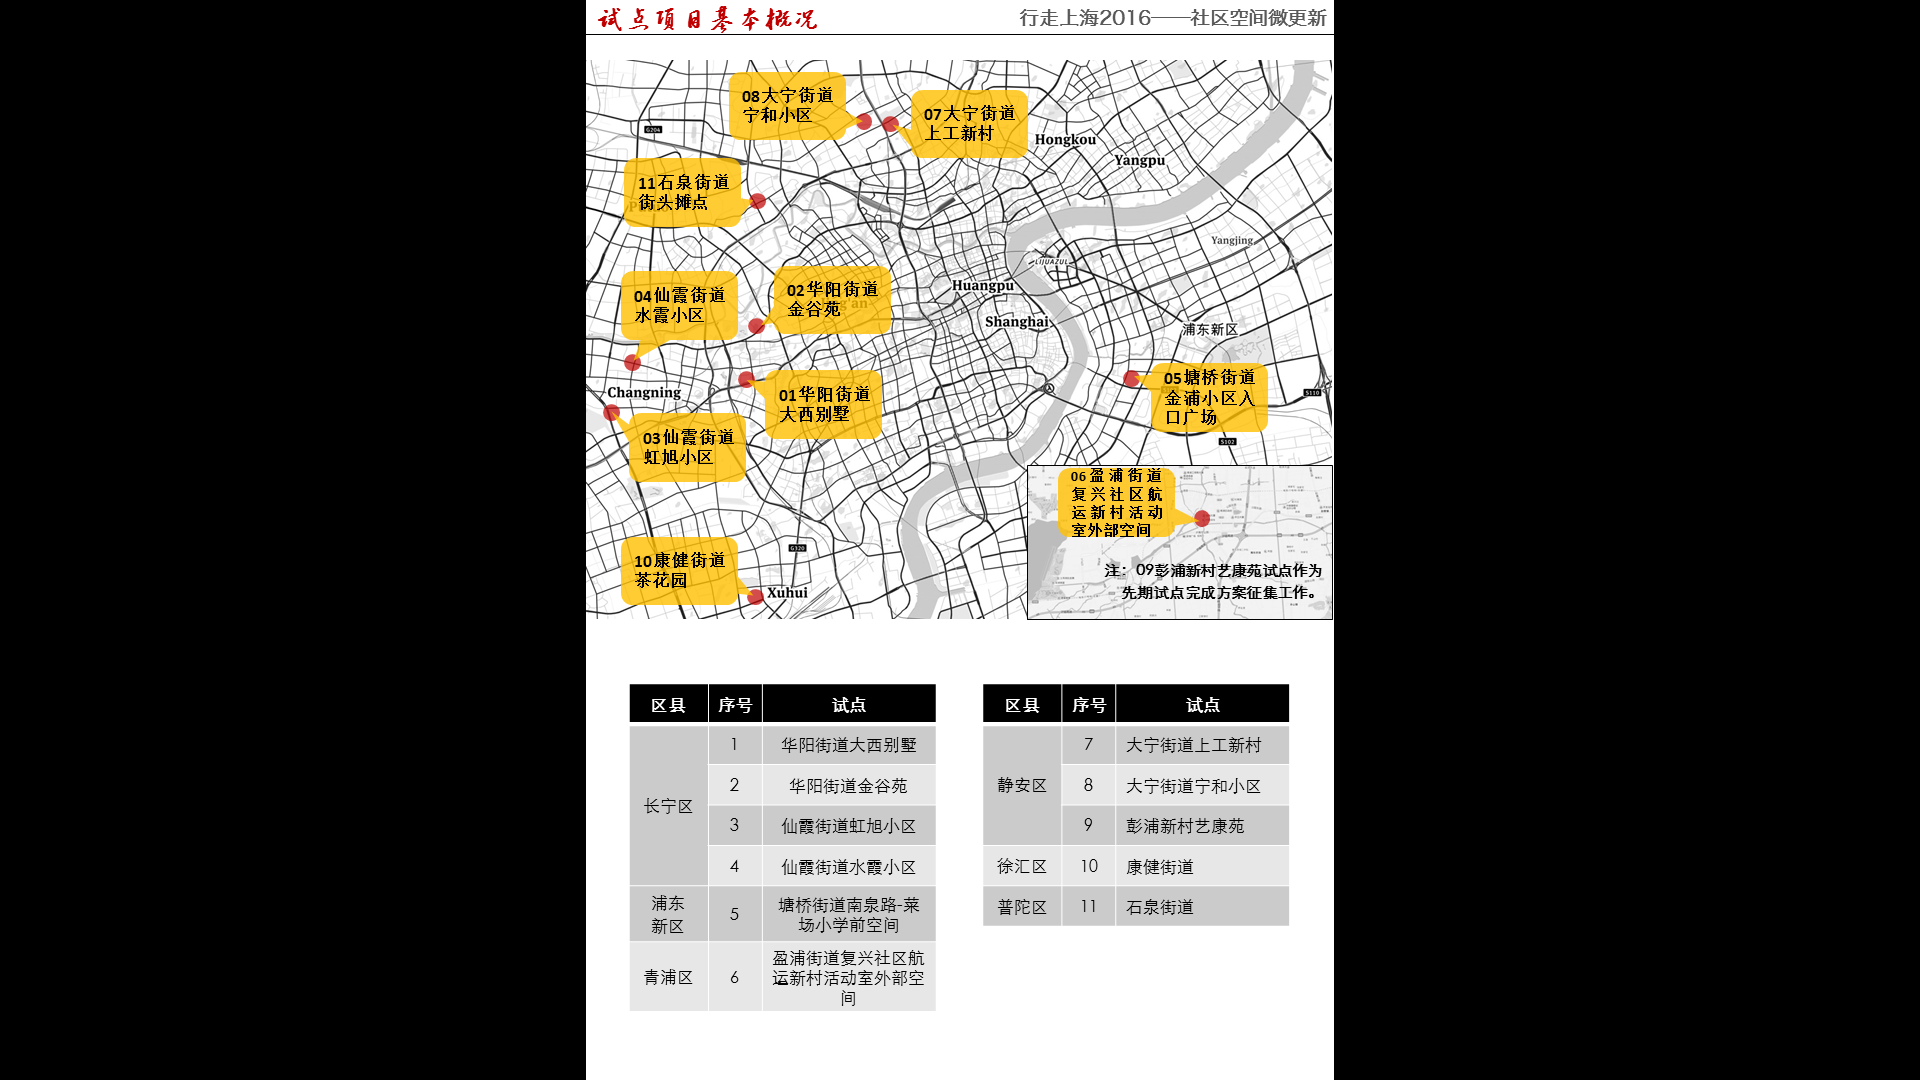 试点项目基本概况
行走上海2016——社区空间微更新
08大宁街道
宁和小区
07大宁街道
上工新村
Hongkou
Yangpu
G204
11石泉街道
街头摊点
Yangjing
LUJIAZUI
04仙霞街道
水霞小区
02华阳街道
金谷苑
Huangpu
Shanghai
浦东新区
Changning
01华阳街道
大西别墅
05塘桥街道
金浦小区入
口广场
S110
S102
03仙霞街道
虹旭小区
06盈浦街道
复兴社区航
运新村活动
室外部空间
G320
10康健街道
茶花园
Xuhui
注：09彭浦新村艺康苑试点作为
先期试点完成方案征集工作。
区县 序号 试点
长宁区
1 华阳街道大西别墅
2 华阳街道金谷苑
3 仙霞街道虹旭小区
4 仙霞街道水霞小区
浦东
新区
5 塘桥街道南泉路-菜
场小学前空间
青浦区 6
盈浦街道复兴社区航
运新村活动室外部空
间
区县 序号 试点
静安区
7 大宁街道上工新村
8 大宁街道宁和小区
9 彭浦新村艺康苑
徐汇区 10 康健街道
普陀区 11 石泉街道